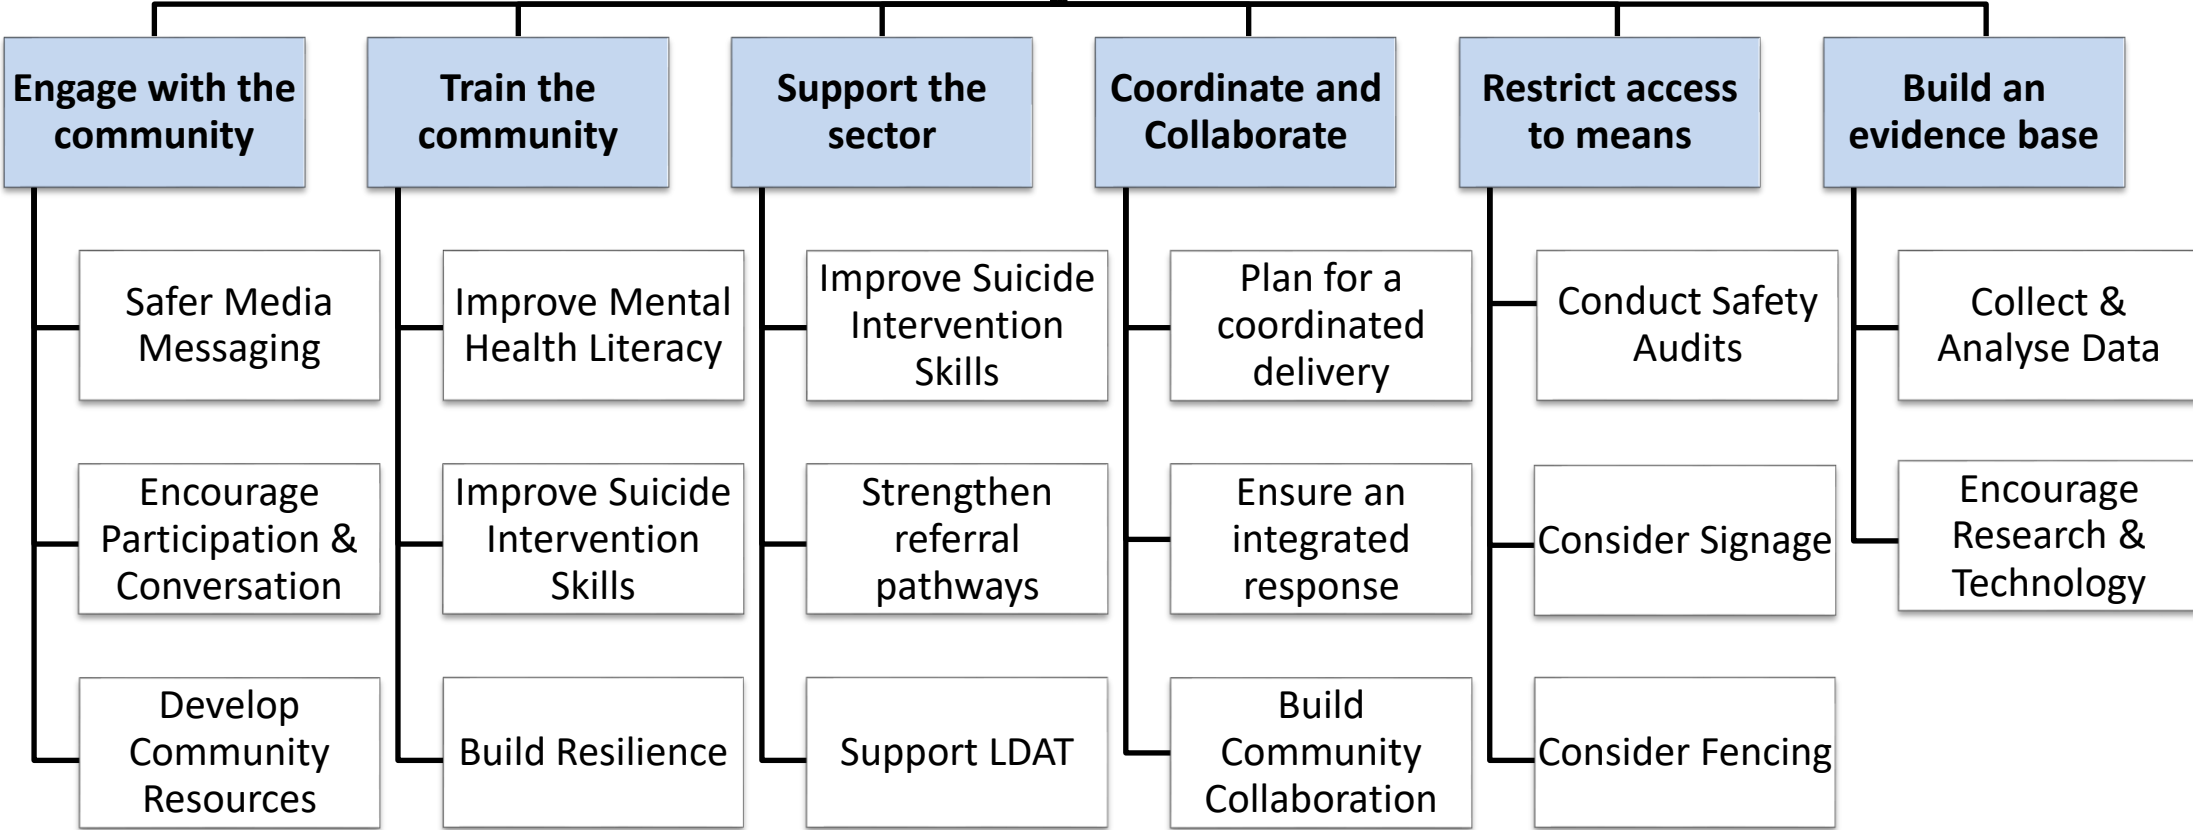 Engage with the
community
Train the
community
Support the
sector
Coordinate and
Collaborate
Restrict access
to means
Build an
evidence base
Safer Media
Messaging
Improve Mental
Health Literacy
Improve Suicide
Intervention
Skills
Plan for a
coordinated
delivery
Conduct Safety
Audits
Collect &
Analyse Data
Encourage
Participation &
Conversation
Improve Suicide
Intervention
Skills
Strengthen
referral
pathways
Ensure an
integrated
response
Consider Signage
Encourage
Research &
Technology
Develop
Community
Resources
Build Resilience
Support LDAT
Build
Community
Collaboration
Consider Fencing